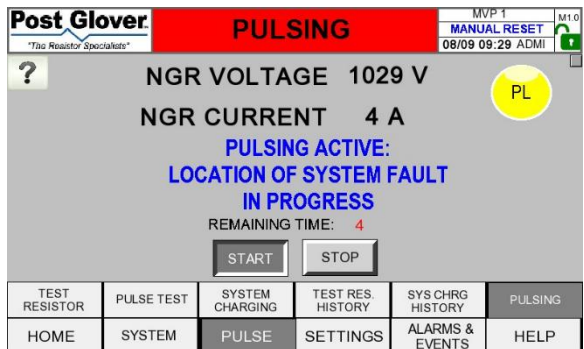 Post Glover.
"The Resistor Specialists"
PULSING
MVP 1
MANUAL RESET
08/09 09:29 ADMI
M1.0
?
NGR VOLTAGE 1029 V
PL
NGR CURRENT 4 A
PULSING ACTIVE:
LOCATION OF SYSTEM FAULT
IN PROGRESS
REMAINING TIME: 4
START STOP
TEST
RESISTOR
PULSE TEST
SYSTEM
CHARGING
TEST RES.
HISTORY
SYS CHRG
HISTORY
PULSING
HOME
SYSTEM
PULSE
SETTINGS
ALARMS &
EVENTS
HELP